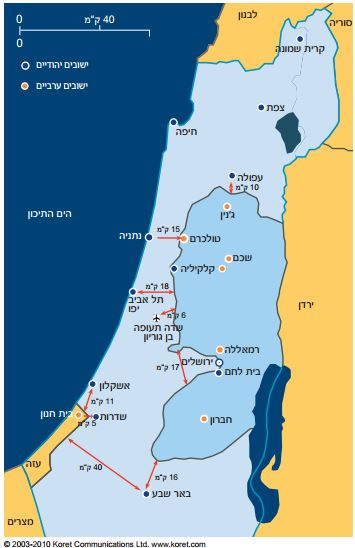 40 ק"מ
0
0
ישובים יהודיים
ישובים ערביים
לבנון
סוריה
קרית שמונה
צפת
חיפה
עפולה
10 ק"מ
ג'נין
הים התיכון
נתניה
15 ק"מ
טולכרם
שכם
קלקיליה
18 ק"מ
תל אביב
יפו
6 ק"מ
שדה תעופה
בן גוריון
ירדן
רמאללה
ירושלים
17 ק"מ
בית לחם
אשקלון
11 ק"מ
בית חנון
שדרות
5 ק"מ
חברון
עזה
40 ק"מ
16 ק"מ
באר שבע
מצרים
© 2003-2010 Koret Communications Ltd. www.koret.com